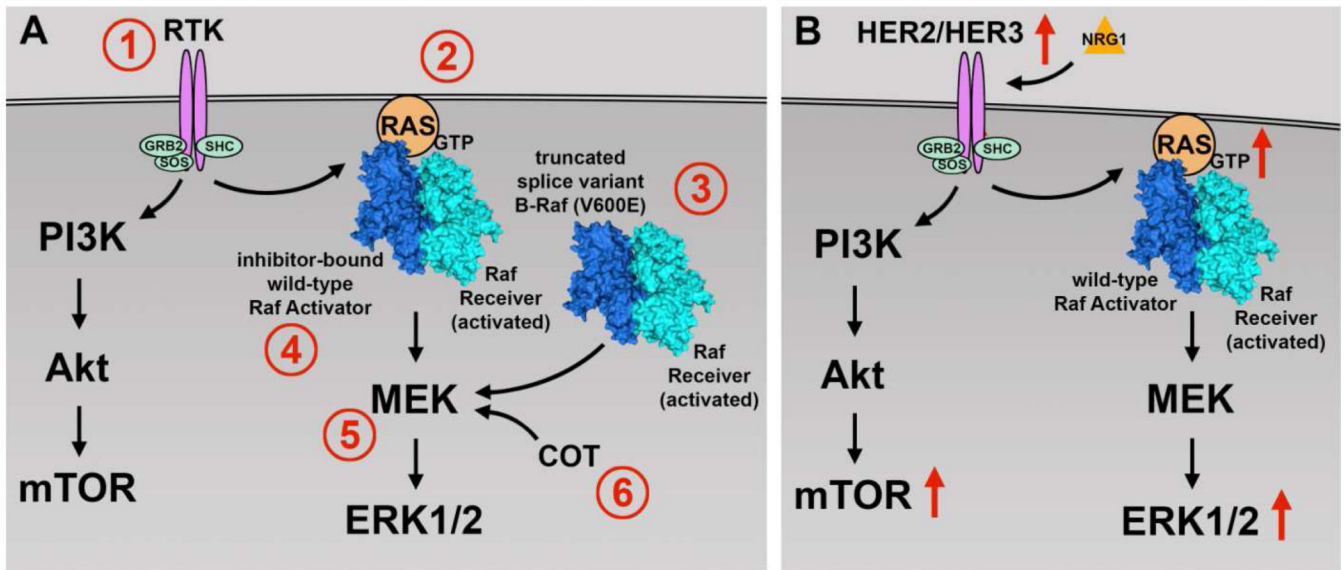 A
1
RTK
2
GRB2
SOS
SHC
RAS
GTP
truncated
splice variant
B-Raf (V600E)
3
PI3K
inhibitor-bound
wild-type
Raf Activator
Raf
Receiver
(activated)
4
Raf
Receiver
(activated)
Akt
MEK
5
COT
6
mTOR
ERK1/2
B
HER2/HER3
NRG1
GRB2
SOS
SHC
RAS
GTP
PI3K
wild-type
Raf Activator
Raf
Receiver
(activated)
Akt
MEK
mTOR
ERK1/2